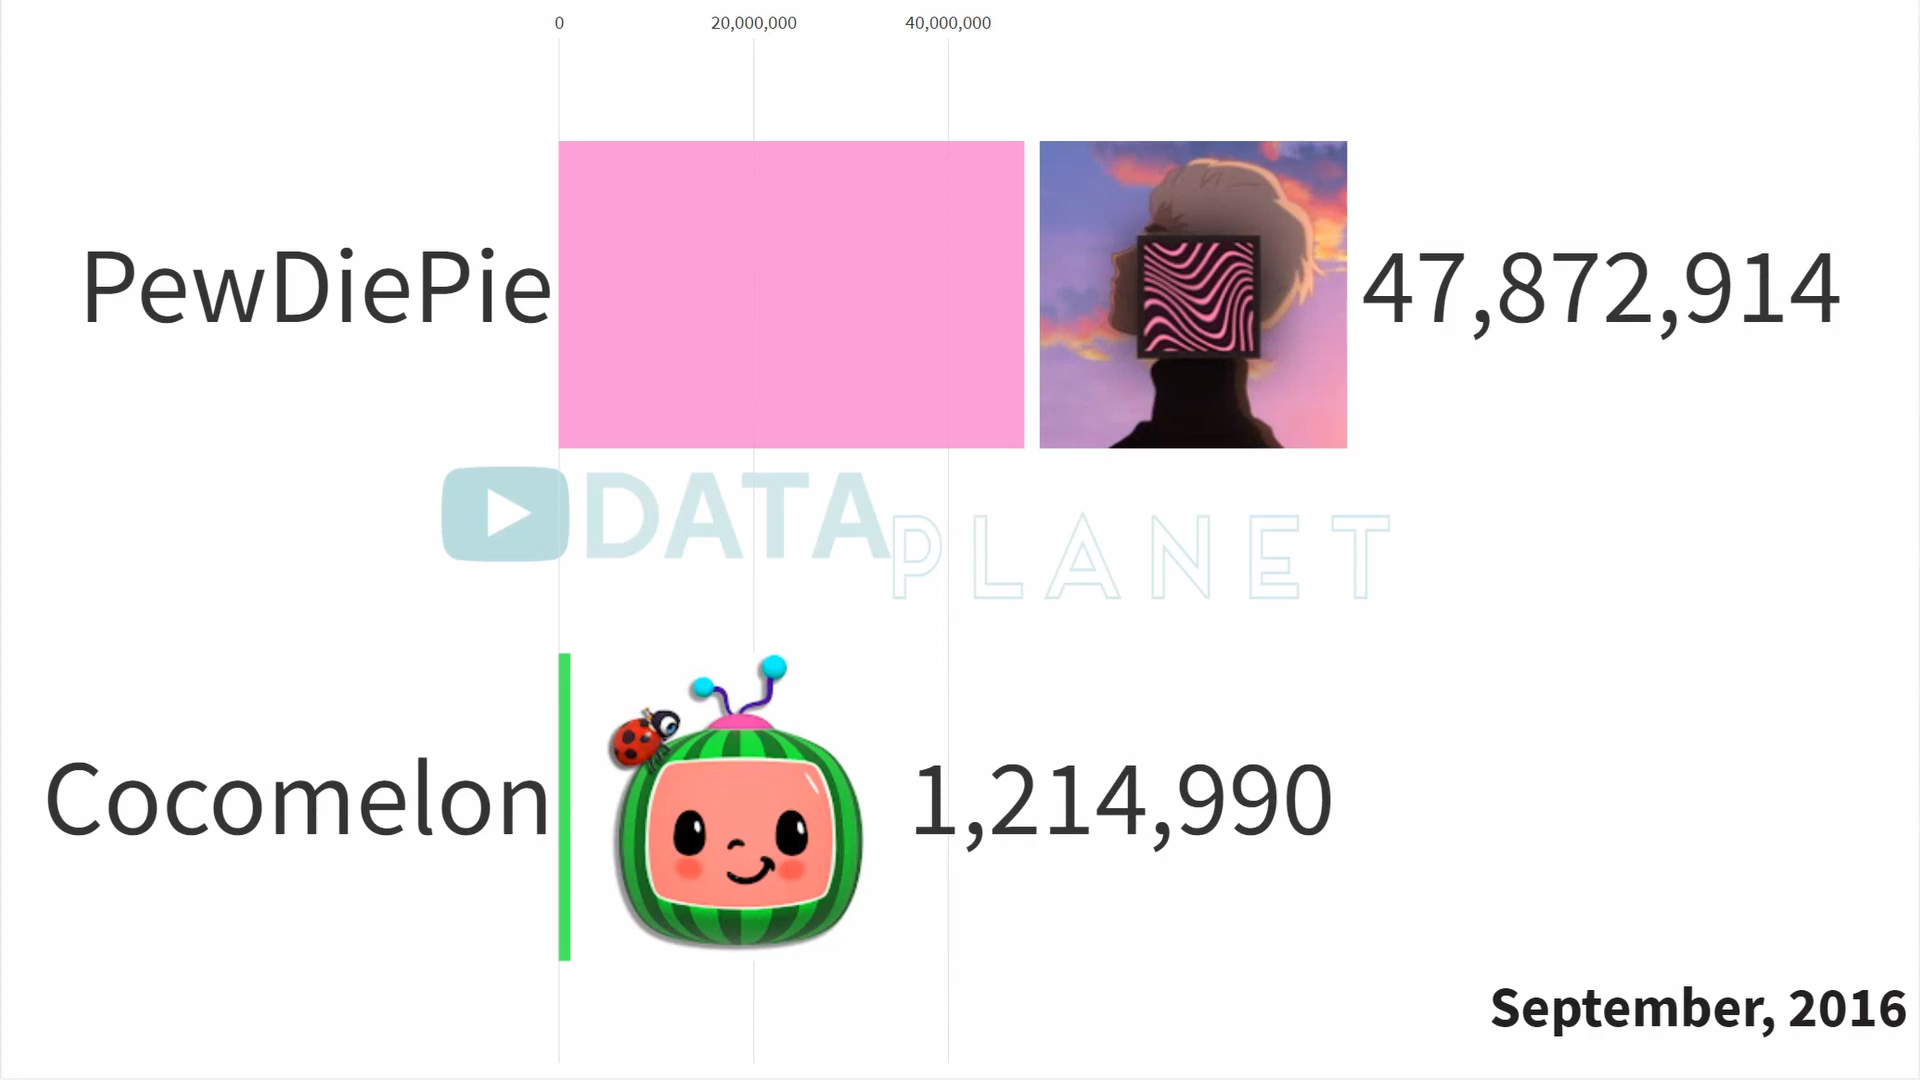 0 20,000,000 40,000,000
PewDiePie 47,872,914
DATA PLANET
Cocomelon 1,214,990
September, 2016